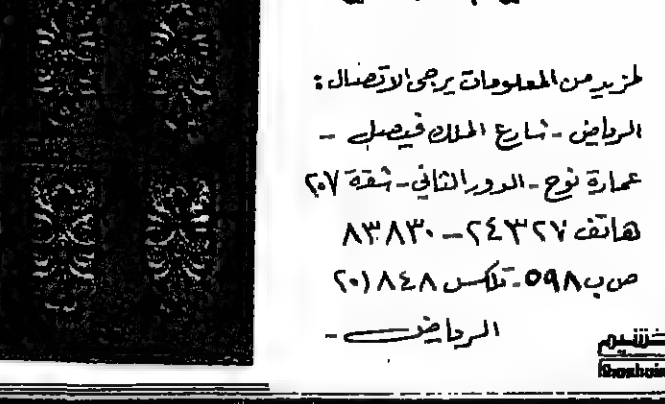 لمزيد من المعلومات يرجى الاتصال :
الرياض - شارع الملك فيصل -
عمارة نوح - الدور الثاني - شقة ٢٠٧
هاتف ٢٤٣٢٧ - ٨٣٨٣٠
ص ب ٥٩٨ - تلكس ٢٠١٨٤٨
الرياض -
خشيم